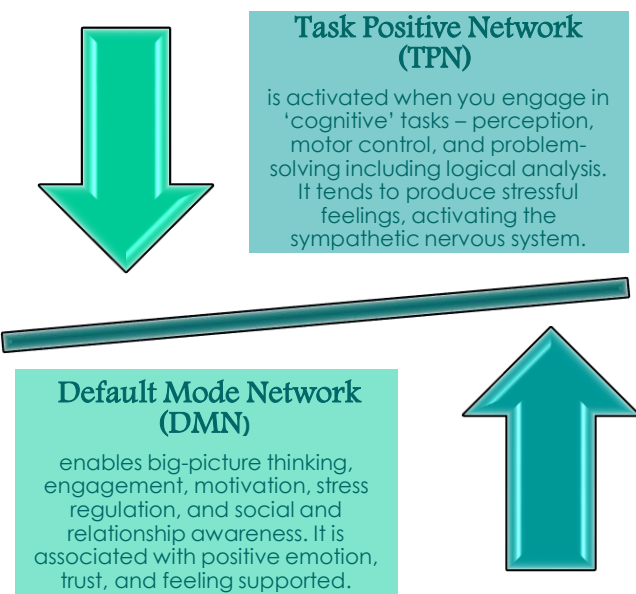 Task Positive Network
(TPN)
is activated when you engage in
‘cognitive’ tasks – perception,
motor control, and problem-
solving including logical analysis.
It tends to produce stressful
feelings, activating the
sympathetic nervous system.
Default Mode Network
(DMN)
enables big-picture thinking,
engagement, motivation, stress
regulation, and social and
relationship awareness. It is
associated with positive emotion,
trust, and feeling supported.